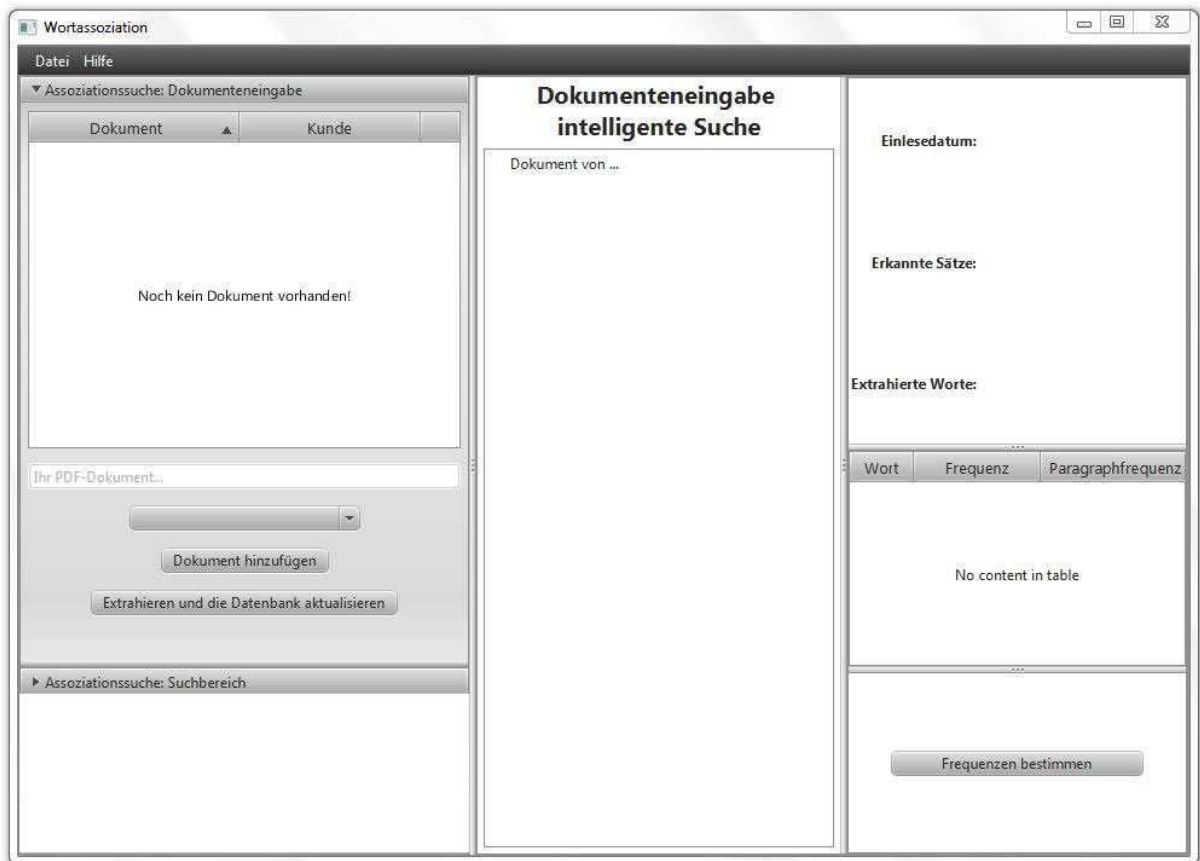 Wortassoziation
Datei Hilfe
Assoziationssuche: Dokumenteneingabe
Dokument Kunde
Noch kein Dokument vorhanden!
Ihr PDF-Dokument...
Dokument hinzufügen
Extrahieren und die Datenbank aktualisieren
Assoziationssuche: Suchbereich
Dokumenteneingabe
intelligente Suche
Dokument von ...
Einlesedatum:
Erkannte Sätze:
Extrahierte Worte:
Wort Frequenz Paragraphfrequenz
No content in table
Frequenzen bestimmen